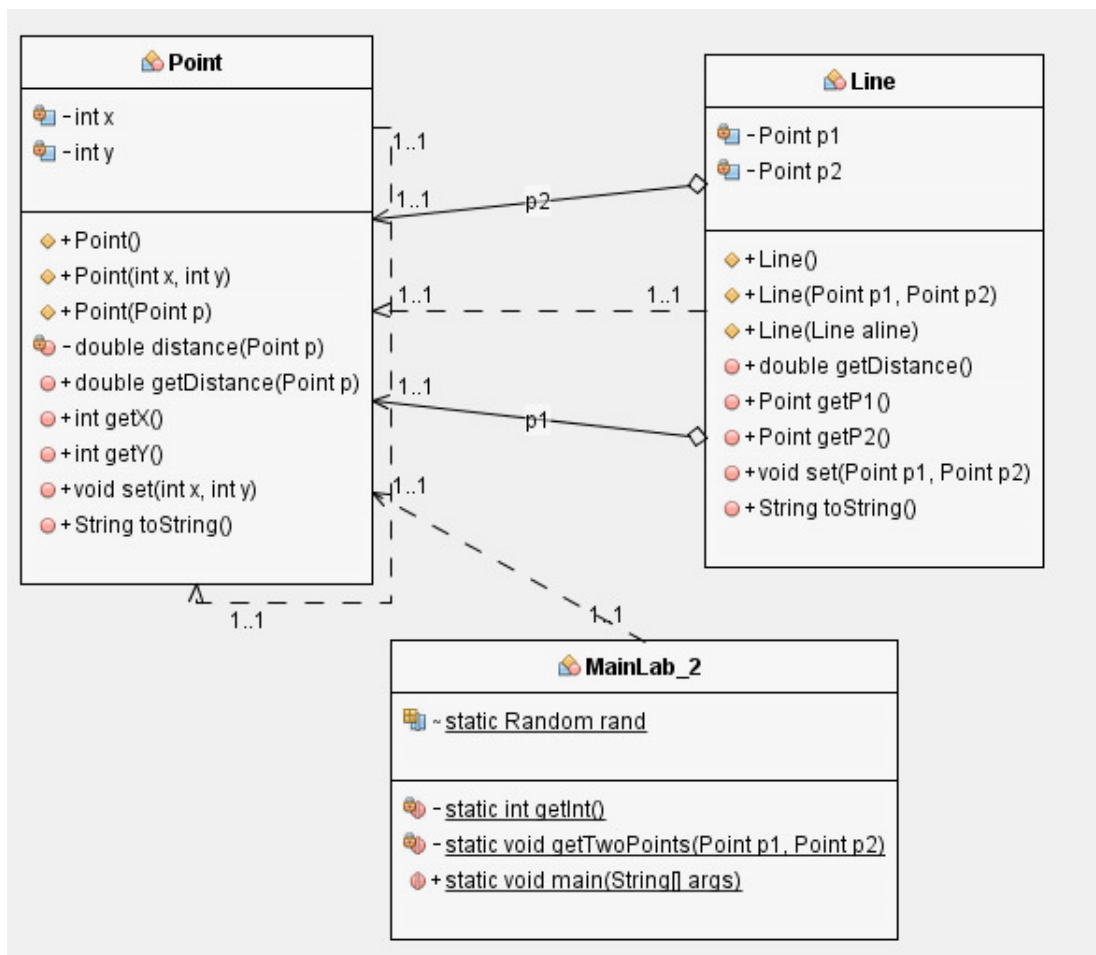 Point
- int x
- int y
+ Point()
+ Point(int x, int y)
+ Point(Point p)
- double distance(Point p)
+ double getDistance(Point p)
+ int getX()
+ int getY()
+ void set(int x, int y)
+ String toString()
1..1
1..1
p2
1..1
1..1
1..1
p1
1..1
1..1
1..1
Line
- Point p1
- Point p2
+ Line()
+ Line(Point p1, Point p2)
+ Line(Line aline)
+ double getDistance()
+ Point getP1()
+ Point getP2()
+ void set(Point p1, Point p2)
+ String toString()
MainLab_2
~ static Random rand
- static int getInt()
- static void getTwoPoints(Point p1, Point p2)
+ static void main(String[] args)